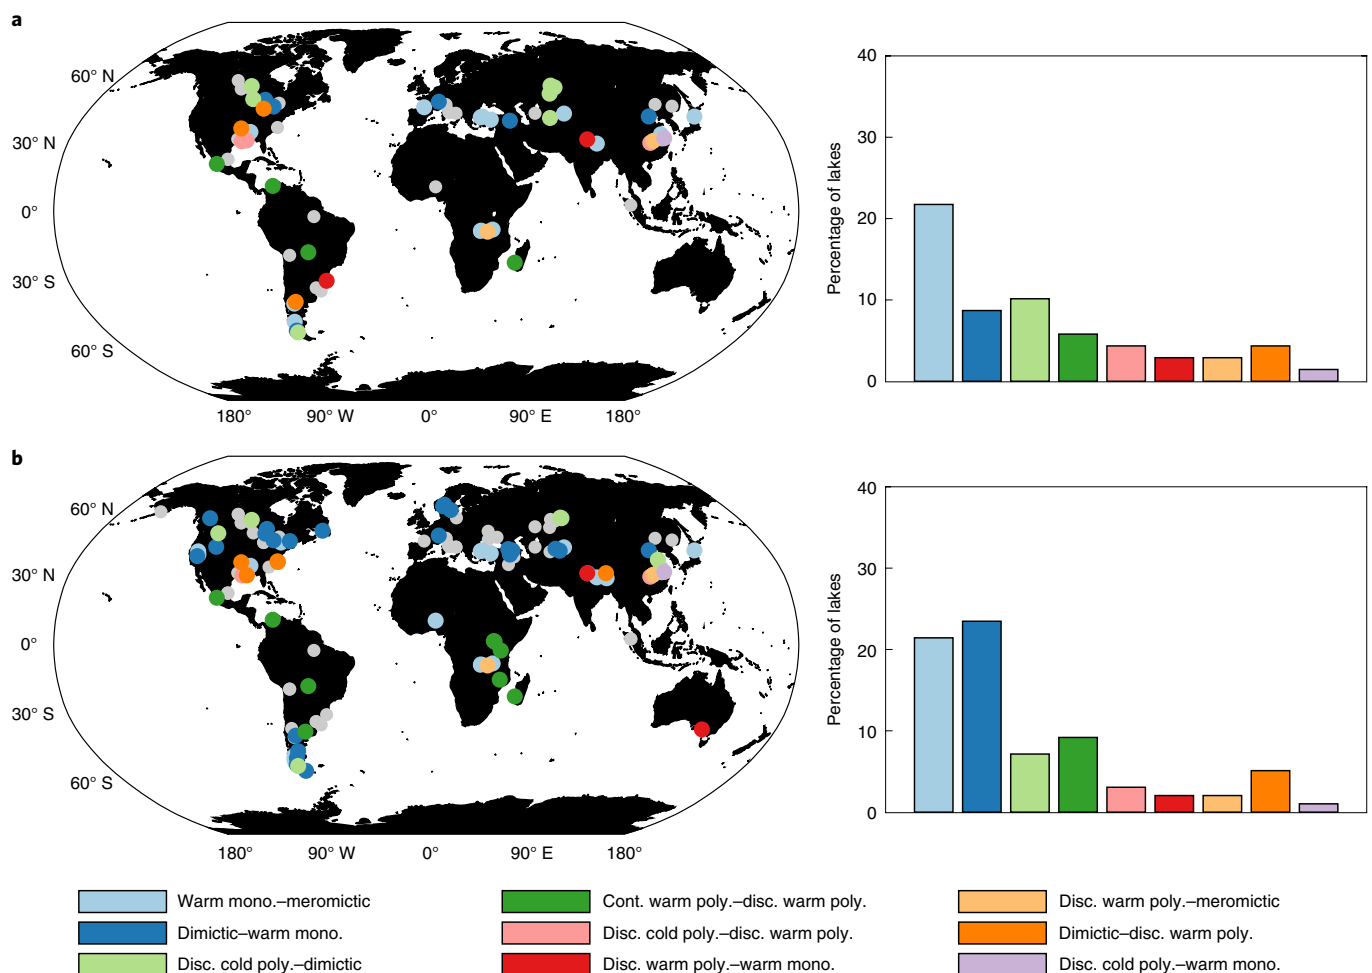 a
60° N
30° N
0°
30° S
60° S
180°
90° W
0°
90° E
180°
40
30
20
10
0
Percentage of lakes
b
60° N
30° N
0°
30° S
60° S
180°
90° W
0°
90° E
180°
40
30
20
10
0
Percentage of lakes
Warm mono.–meromictic
Cont. warm poly.–disc. warm poly.
Disc. warm poly.–meromictic
Dimictic–warm mono.
Disc. cold poly.–disc. warm poly.
Dimictic–disc. warm poly.
Disc. cold poly.–dimictic
Disc. warm poly.–warm mono.
Disc. cold poly.–warm mono.